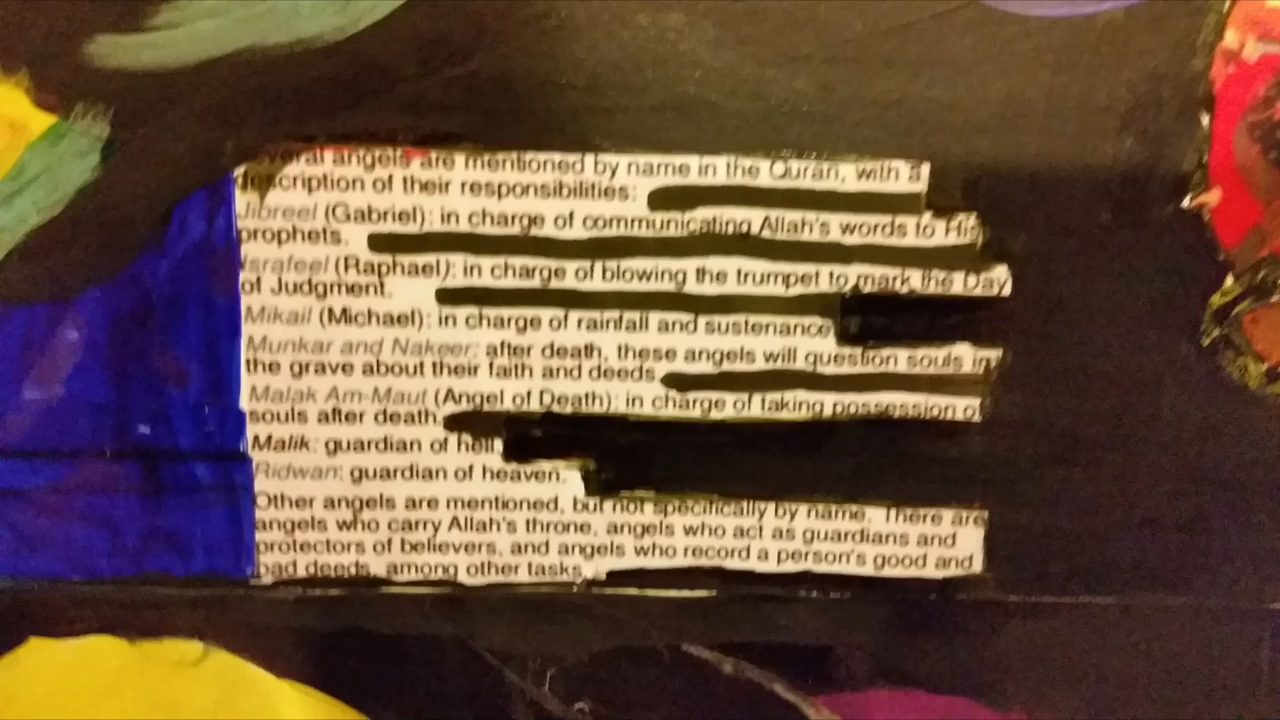 Several angels are mentioned by name in the Quran, with a
description of their responsibilities:
Jibreel (Gabriel): in charge of communicating Allah's words to His
prophets.
Israfeel (Raphael): in charge of blowing the trumpet to mark the Day
of Judgment.
Mikail (Michael): in charge of rainfall and sustenance
Munkar and Nakeer: after death, these angels will question souls in
the grave about their faith and deeds.
Malak Am-Maut (Angel of Death): in charge of taking possession of
souls after death.
Malik: guardian of hell.
Ridwan: guardian of heaven.
Other angels are mentioned, but not specifically by name. There are
angels who carry Allah's throne, angels who act as guardians and
protectors of believers, and angels who record a person's good and
bad deeds, among other tasks.